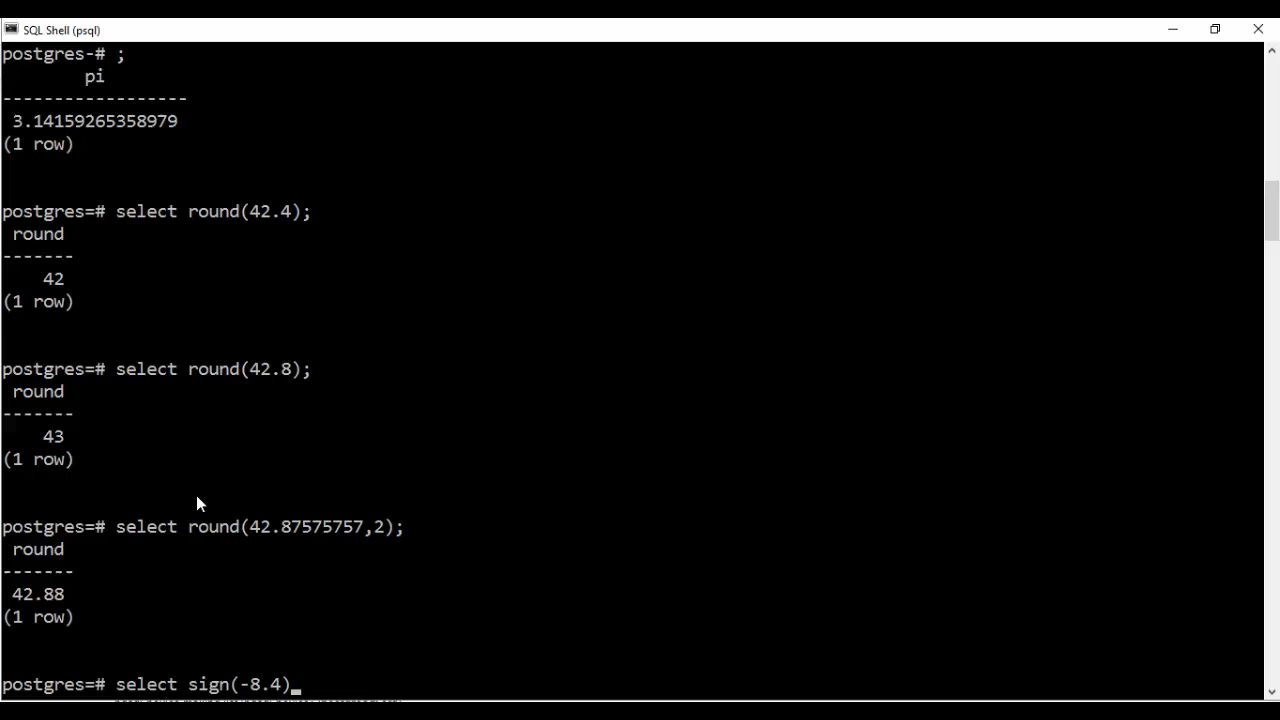 SQL Shell (psql)
postgres-# ;
pi
------------------
3.14159265358979
(1 row)
postgres=# select round(42.4);
round
-------
42
(1 row)
postgres=# select round(42.8);
round
-------
43
(1 row)
postgres=# select round(42.87575757,2);
round
-------
42.88
(1 row)
postgres=# select sign(-8.4)